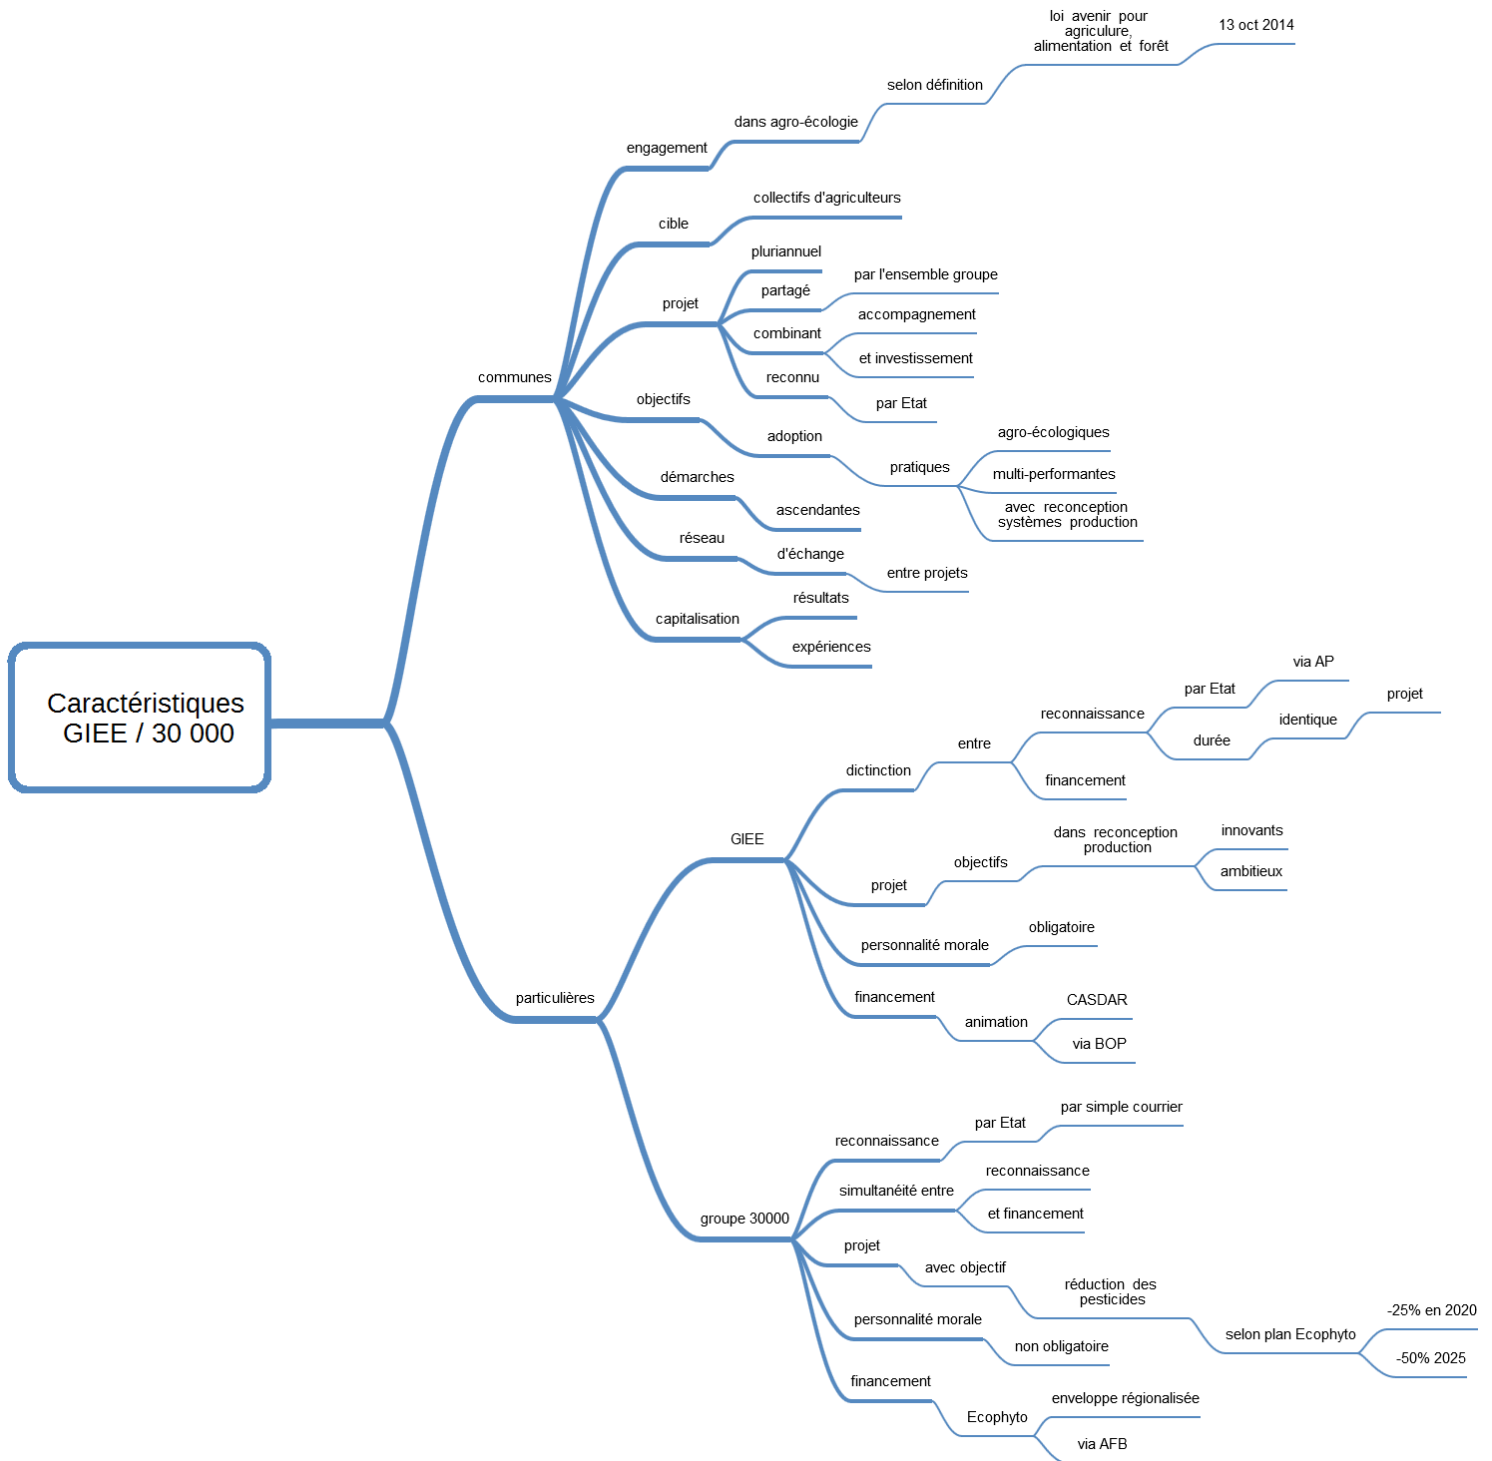 Caractéristiques
GIEE / 30 000
communes
engagement
dans agro-écologie
selon définition
loi avenir pour
agriculure,
alimentation et forêt
13 oct 2014
cible
collectifs d'agriculteurs
projet
pluriannuel
partagé
par l'ensemble groupe
combinant
accompagnement
et investissement
reconnu
par Etat
objectifs
adoption
pratiques
agro-écologiques
multi-performantes
avec reconception
systèmes production
démarches
ascendantes
réseau
d'échange
entre projets
capitalisation
résultats
expériences
particulières
GIEE
dictinction
entre
reconnaissance
par Etat
via AP
durée
identique
projet
financement
projet
objectifs
dans reconception
production
innovants
ambitieux
personnalité morale
obligatoire
financement
animation
CASDAR
via BOP
groupe 30000
reconnaissance
par Etat
par simple courrier
simultanéité entre
reconnaissance
et financement
projet
avec objectif
réduction des
pesticides
selon plan Ecophyto
-25% en 2020
-50% 2025
personnalité morale
non obligatoire
financement
Ecophyto
enveloppe régionalisée
via AFB